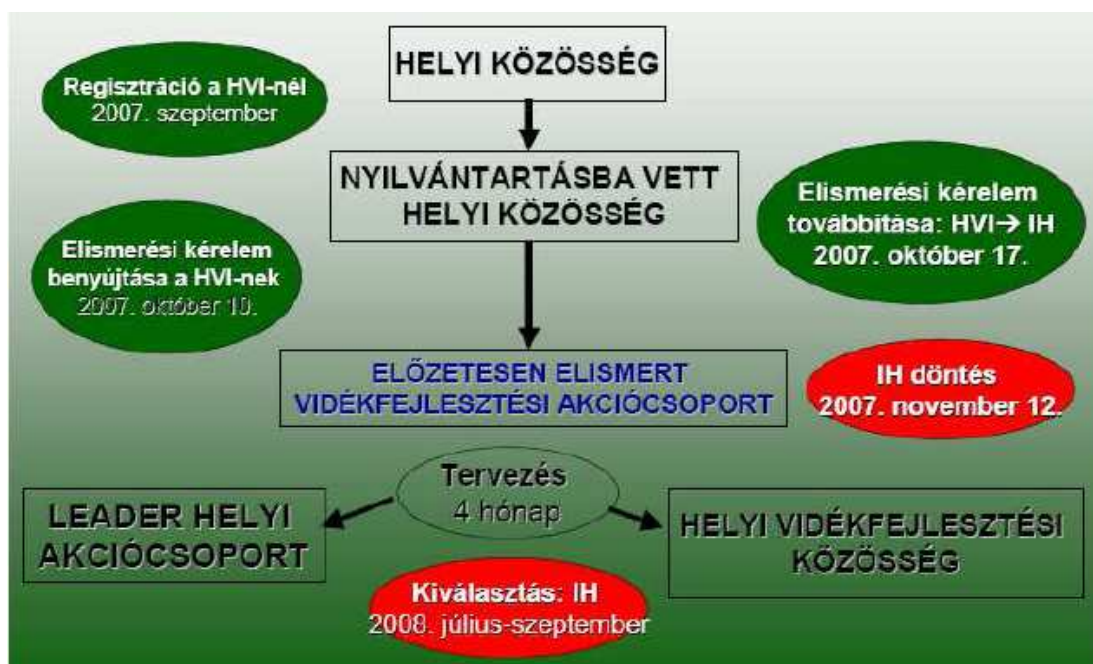 HELYI KÖZÖSSÉG
Regisztráció a HVI-nél
2007. szeptember
NYILVÁNTARTÁSBA VETT
HELYI KÖZÖSSÉG
Elismerési kérelem
továbbítása: HVI→ IH
2007. október 17.
Elismerési kérelem
benyújtása a HVI-nek
2007. október 10.
ELŐZETESEN ELISMERT
VIDÉKFEJLESZTÉSI AKCIÓCSOPORT
IH döntés
2007. november 12.
Tervezés
4 hónap
LEADER HELYI
AKCIÓCSOPORT
HELYI VIDÉKFEJLESZTÉSI
KÖZÖSSÉG
Kiválasztás: IH
2008. július-szeptember